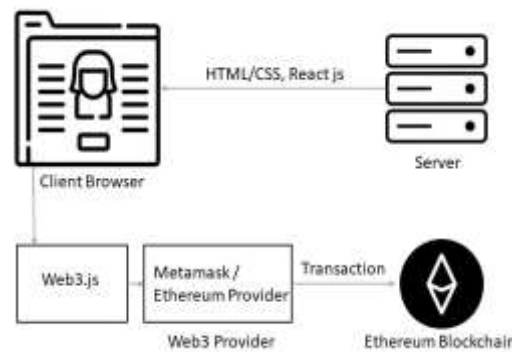 HTML/CSS, React js
Server
Client Browser
Web3.js
Metamask /
Ethereum Provider
Transaction
Web3 Provider
Ethereum Blockchain